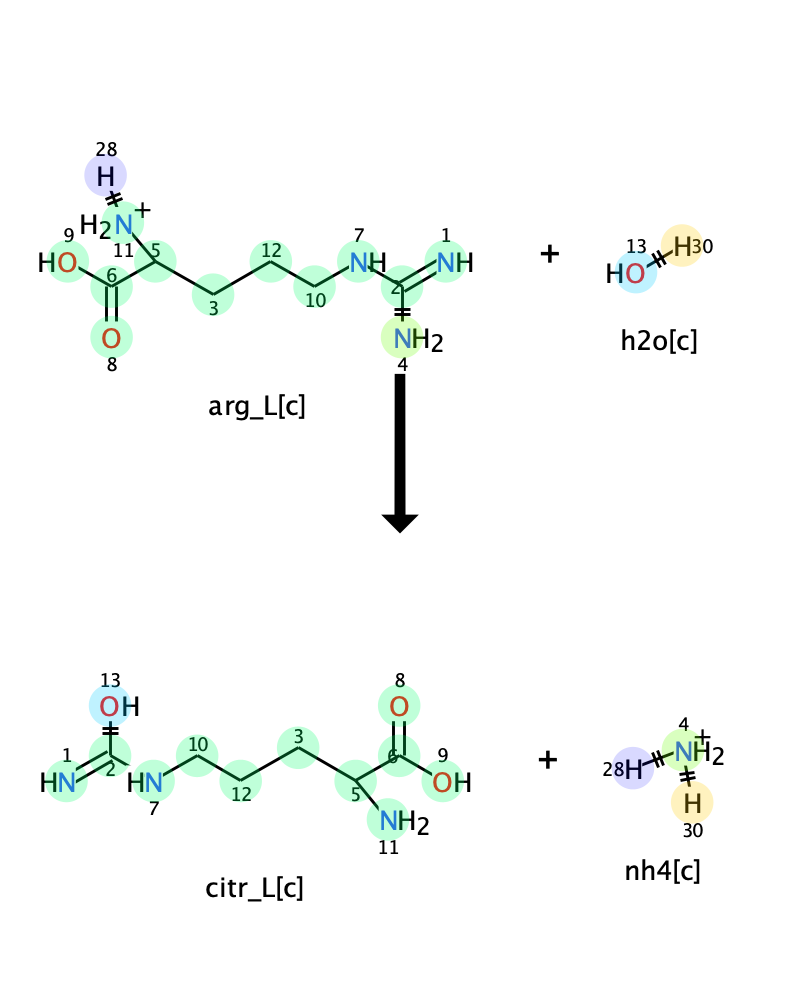 28
H
H2N+
9 11 5 12 7 1
HO 6 NH NH
3 10 2
O NH2
8 4
arg_L[c]
+
13 H30
HO
h2o[c]
13
OH
1 10 3 8
O
HN 2 HN 12 5 6 9 OH
7
NH2
11
citr_L[c]
+
4
28H NH2+
H
30
nh4[c]